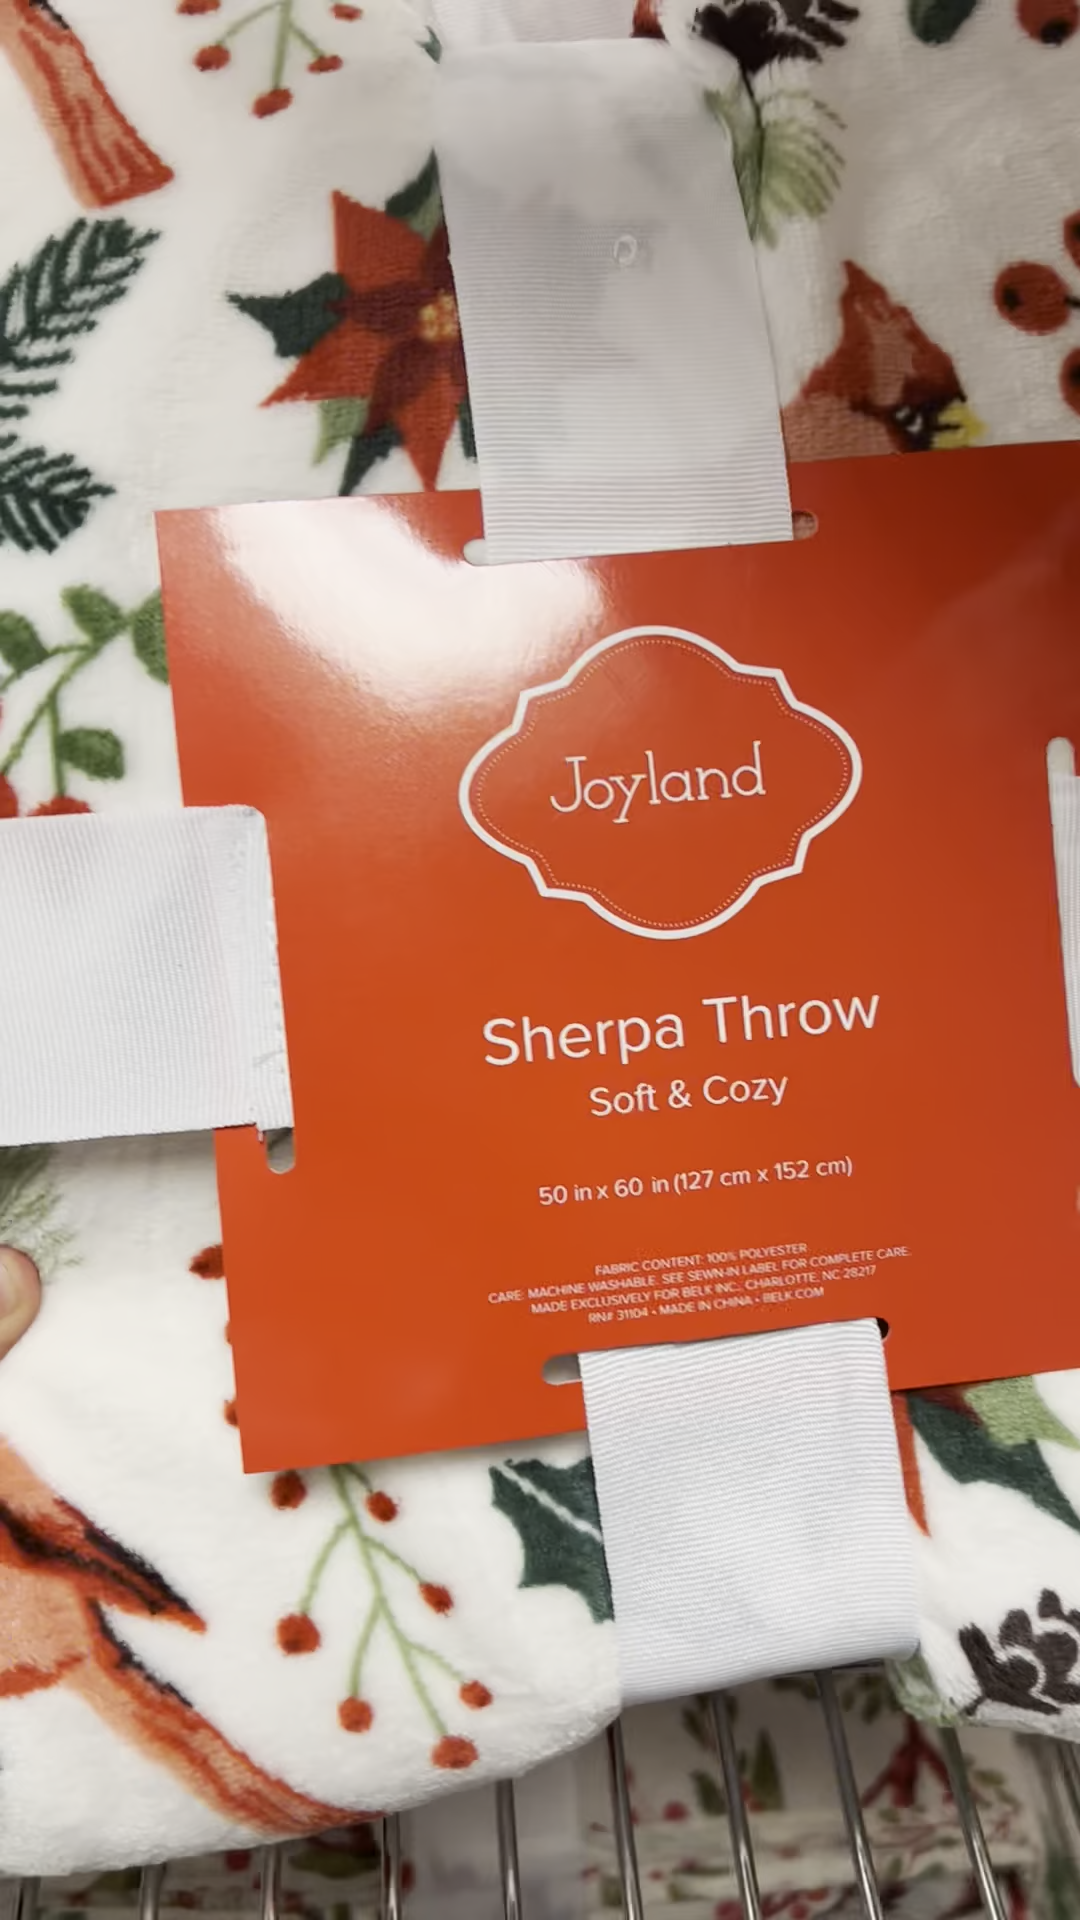 Joyland
Sherpa Throw
Soft & Cozy
50 in x 60 in (127 cm x 152 cm)
FABRIC CONTENT: 100% POLYESTER
CARE: MACHINE WASHABLE. SEE SEWN-IN LABEL FOR COMPLETE CARE.
MADE EXCLUSIVELY FOR BELK INC., CHARLOTTE, NC 28217
RN# 31104 • MADE IN CHINA • BELK.COM